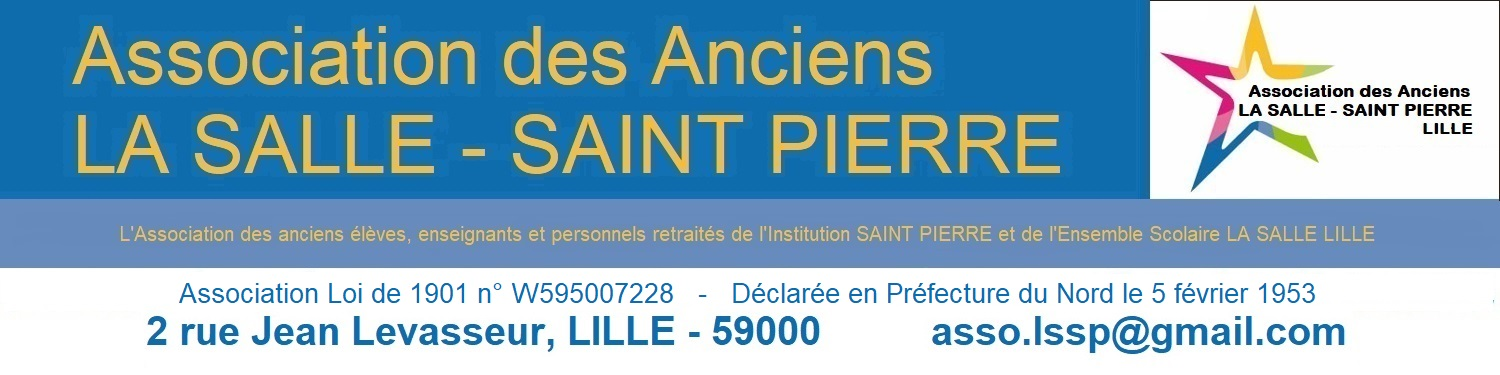 Association des Anciens
LA SALLE - SAINT PIERRE
Association des Anciens
LA SALLE - SAINT PIERRE
LILLE
L'Association des anciens élèves, enseignants et personnels retraités de l'Institution SAINT PIERRE et de l'Ensemble Scolaire LA SALLE LILLE
Association Loi de 1901 n° W595007228 - Déclarée en Préfecture du Nord le 5 février 1953
2 rue Jean Levasseur, LILLE - 59000 asso.lssp@gmail.com